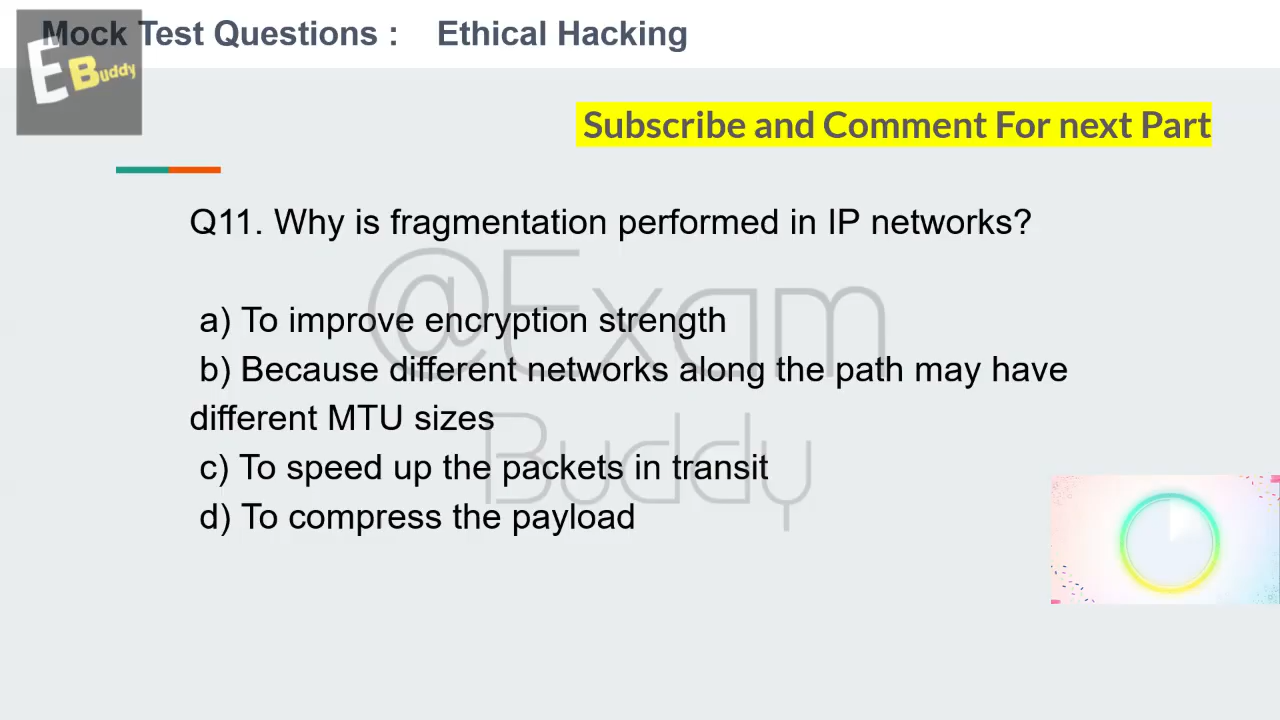 Mock Test Questions : Ethical Hacking
E Buddy
Subscribe and Comment For next Part
Q11. Why is fragmentation performed in IP networks?
@Exam
a) To improve encryption strength
b) Because different networks along the path may have
different MTU sizes
Buddy
c) To speed up the packets in transit
d) To compress the payload